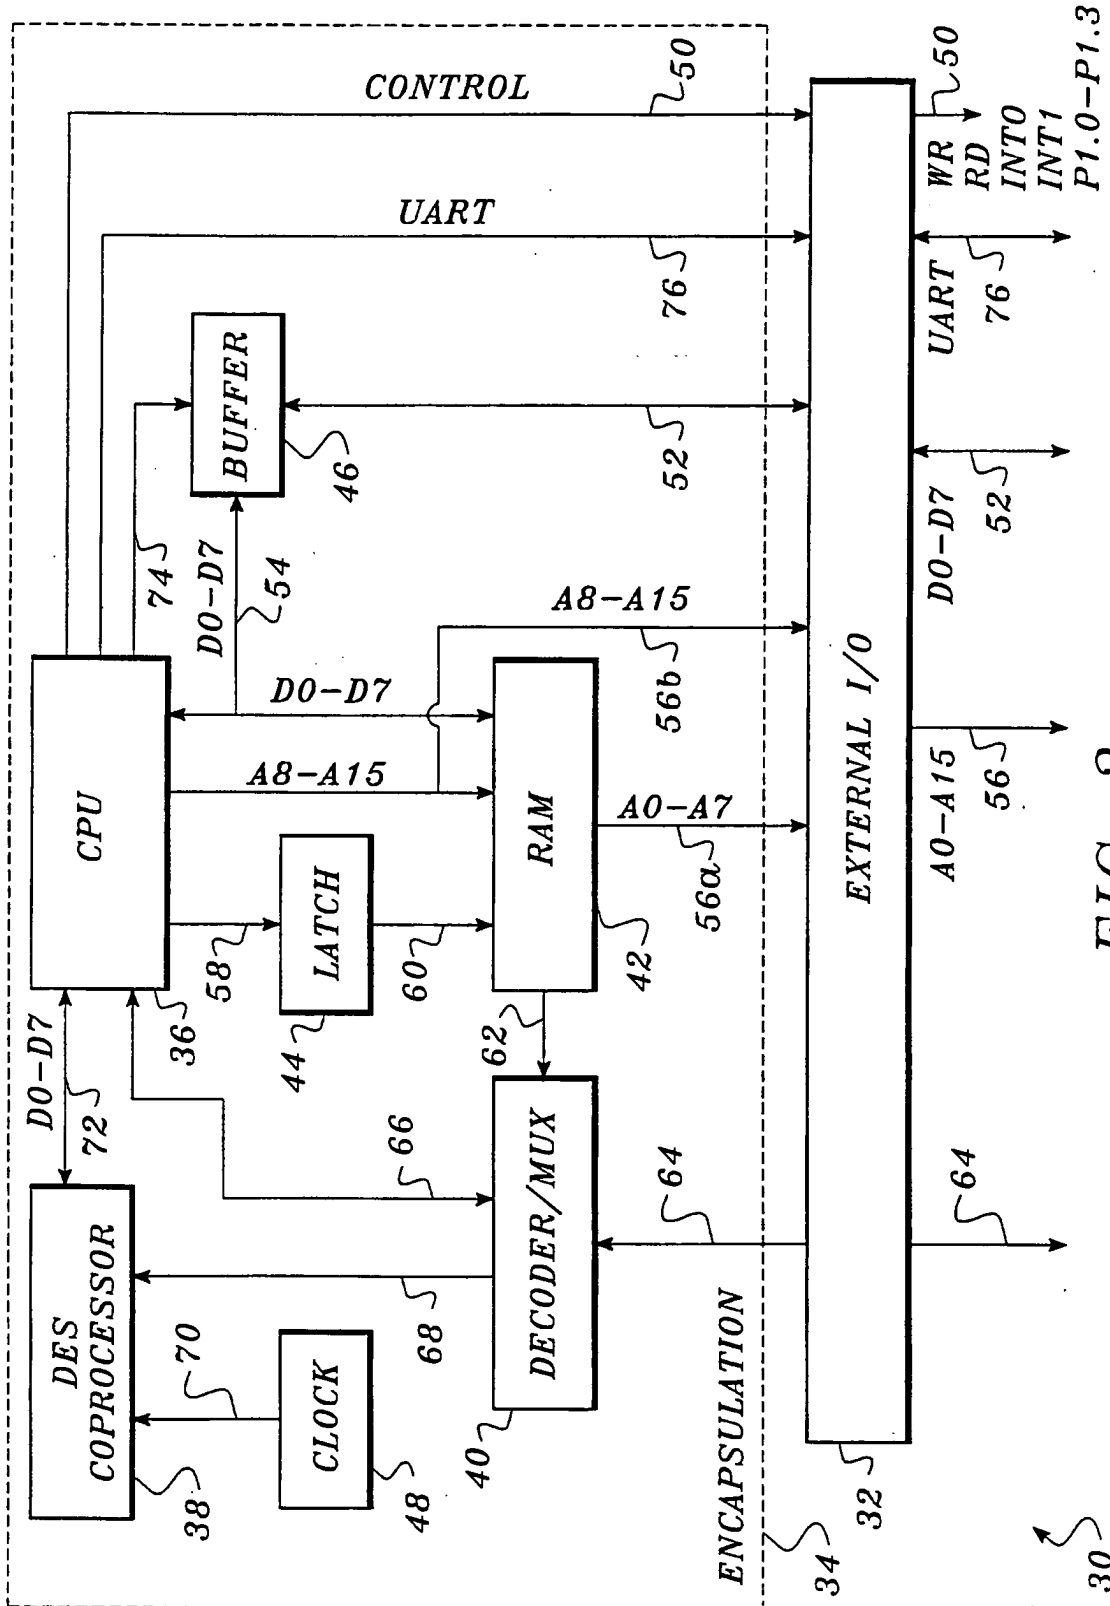 DES
COPROCESSOR
38
D0-D7
72
CPU
36
CONTROL
50
UART
76
70
CLOCK
48
68
66
58
LATCH
44
60
A8-A15
D0-D7
74
D0-D7
54
BUFFER
46
52
DECODER/MUX
40
62
RAM
42
A0-A7
56a
A8-A15
56b
64
ENCAPSULATION
34
EXTERNAL I/O
32
64
A0-A15
56
D0-D7
52
UART
76
WR
RD
INT0
INT1
P1.0-P1.3
50
30
FIG.